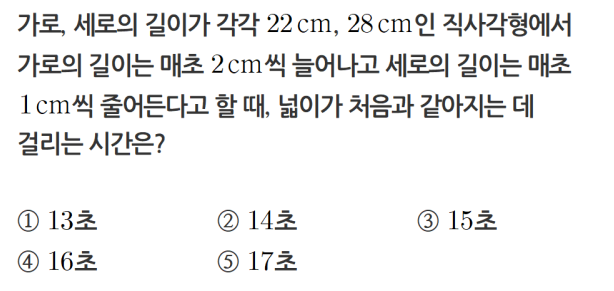 가로, 세로의 길이가 각각 22cm, 28cm인 직사각형에서
가로의 길이는 매초 2cm씩 늘어나고 세로의 길이는 매초
1cm씩 줄어든다고 할 때, 넓이가 처음과 같아지는 데
걸리는 시간은?
① 13초 ② 14초 ③ 15초
④ 16초 ⑤ 17초